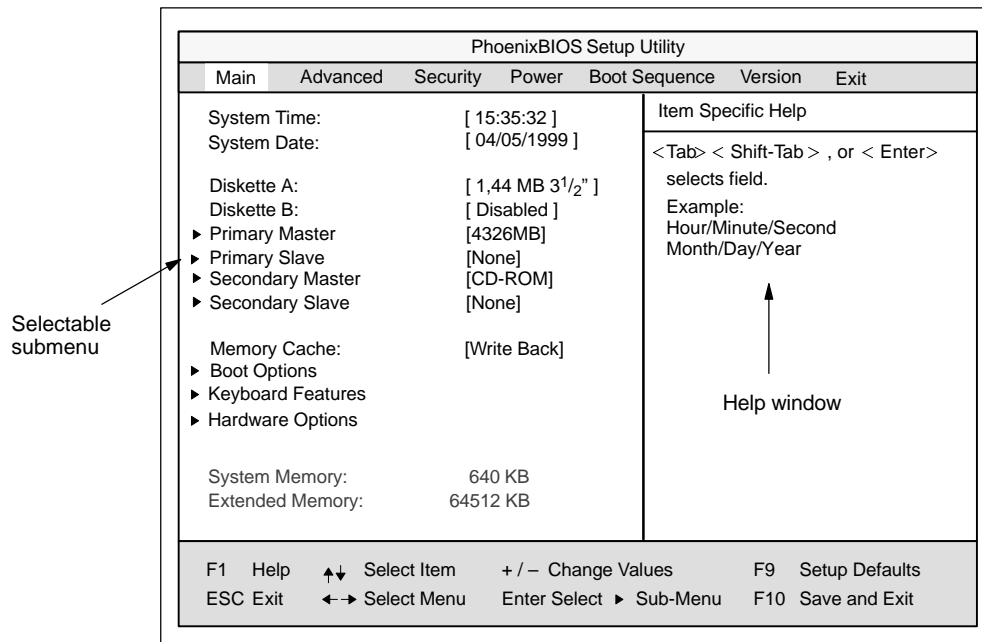 PhoenixBIOS Setup Utility
Main Advanced Security Power Boot Sequence Version Exit
System Time: [ 15:35:32 ]
System Date: [ 04/05/1999 ]
Diskette A: [ 1,44 MB 31/2” ]
Diskette B: [ Disabled ]
Primary Master [4326MB]
Primary Slave [None]
Secondary Master [CD-ROM]
Secondary Slave [None]
Memory Cache: [Write Back]
Boot Options
Keyboard Features
Hardware Options
System Memory: 640 KB
Extended Memory: 64512 KB
Item Specific Help
<Tab> < Shift-Tab > , or < Enter>
selects field.
Example:
Hour/Minute/Second
Month/Day/Year
Help window
Selectable
submenu
F1 Help Select Item + / – Change Values F9 Setup Defaults
ESC Exit Select Menu Enter Select Sub-Menu F10 Save and Exit